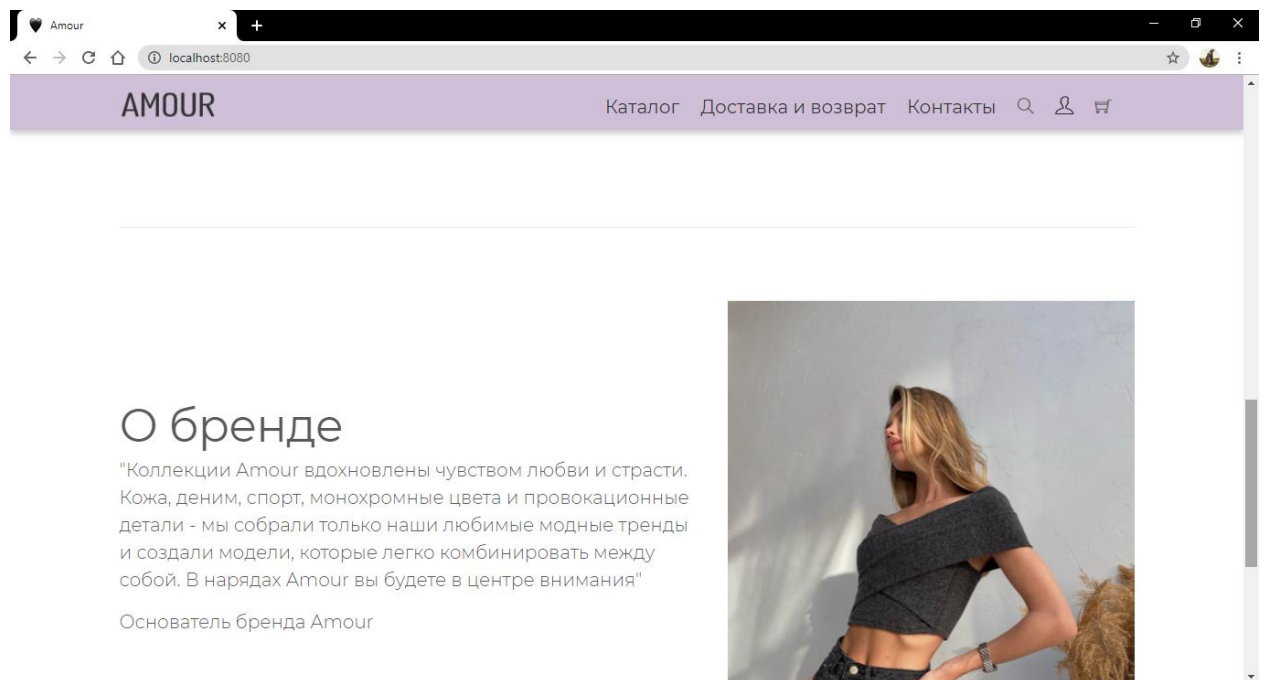 Amour
localhost:8080
AMOUR
Каталог Доставка и возврат Контакты
О бренде
"Коллекции Amour вдохновлены чувством любви и страсти.
Кожа, деним, спорт, монохромные цвета и провокационные
детали - мы собрали только наши любимые модные тренды
и создали модели, которые легко комбинировать между
собой. В нарядах Amour вы будете в центре внимания"
Основатель бренда Amour